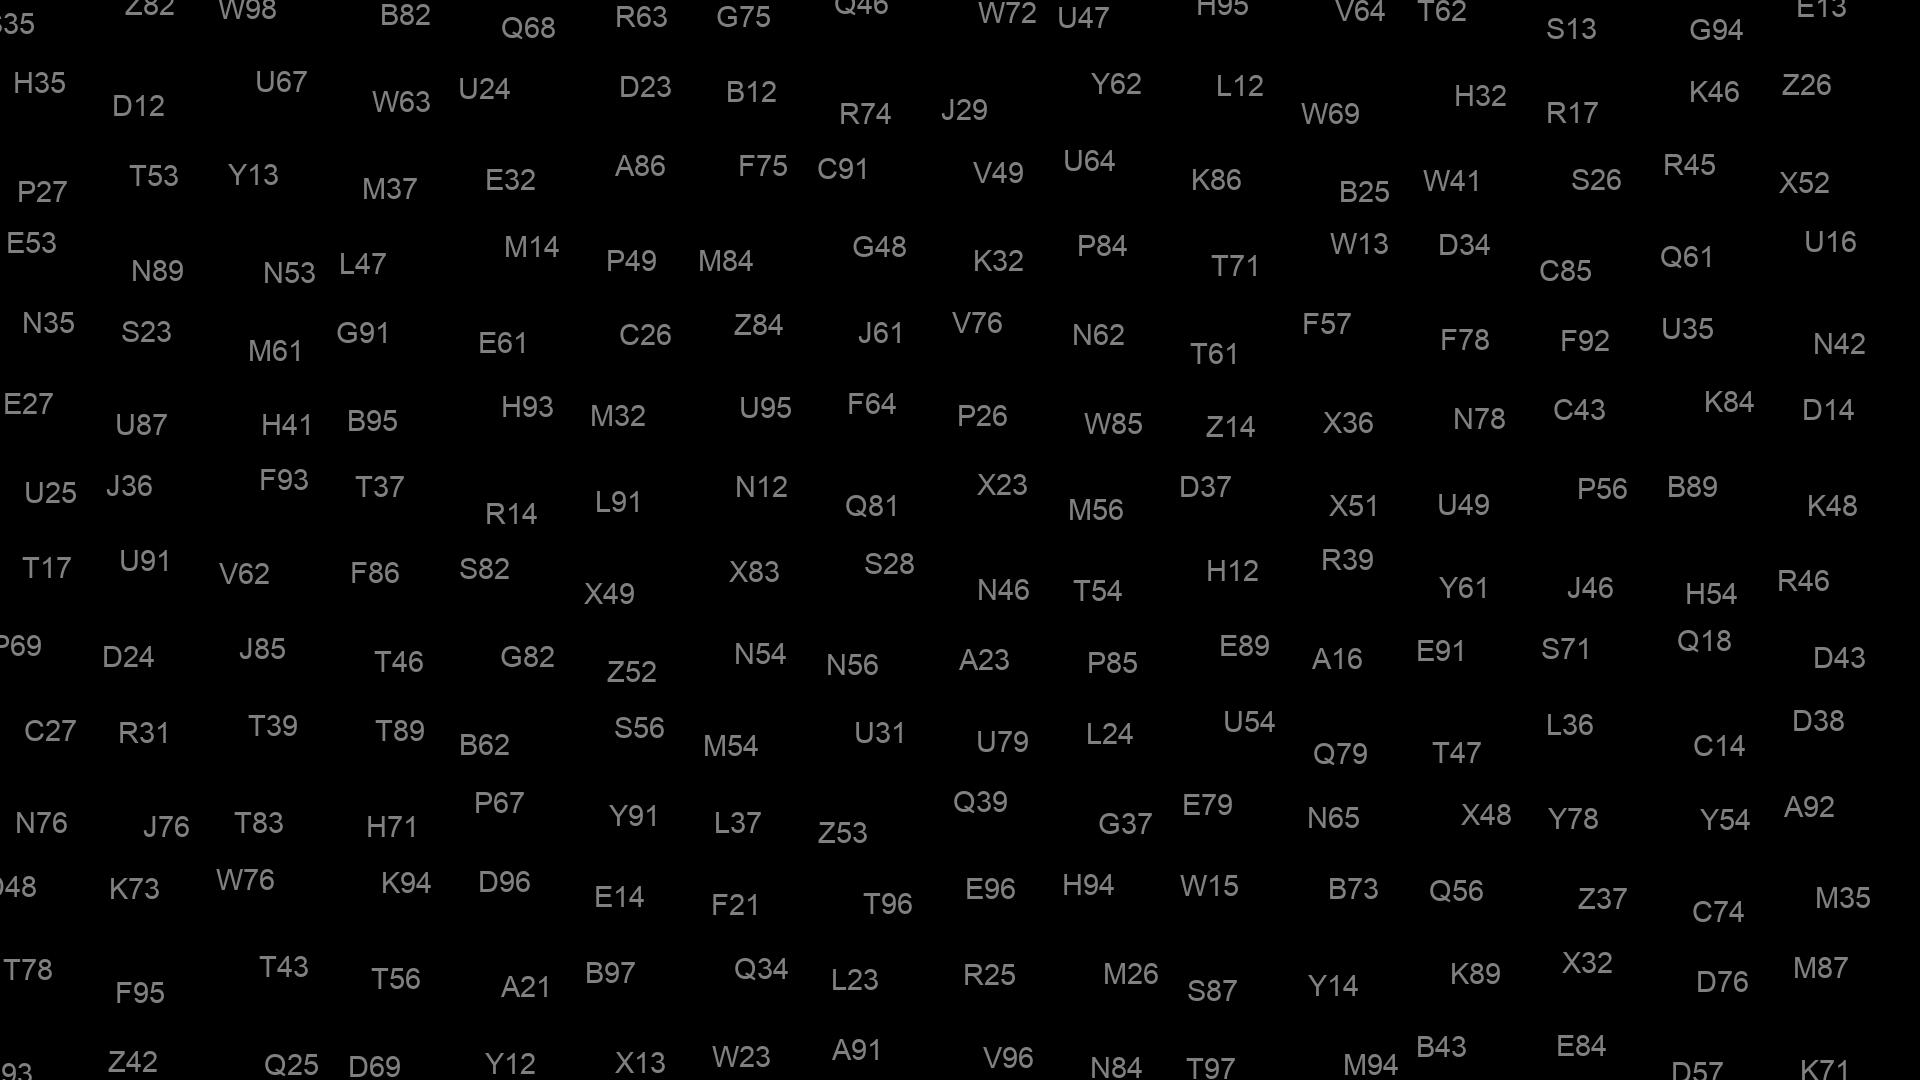 Z82 W98 B82 Q68 R63 G75 Q46 W72 U47 H95 V64 T62 S13 G94 E13
H35 D12 U67 W63 U24 D23 B12 R74 J29 Y62 L12 W69 H32 R17 K46 Z26
P27 T53 Y13 M37 E32 A86 F75 C91 V49 U64 K86 B25 W41 S26 R45 X52
E53 N89 N53 L47 M14 P49 M84 G48 K32 P84 T71 W13 D34 C85 Q61 U16
N35 S23 M61 G91 E61 C26 Z84 J61 V76 N62 T61 F57 F78 F92 U35 N42
E27 U87 H41 B95 H93 M32 U95 F64 P26 W85 Z14 X36 N78 C43 K84 D14
U25 J36 F93 T37 R14 L91 N12 Q81 X23 M56 D37 X51 U49 P56 B89 K48
T17 U91 V62 F86 S82 X49 X83 S28 N46 T54 H12 R39 Y61 J46 H54 R46
P69 D24 J85 T46 G82 Z52 N54 N56 A23 P85 E89 A16 E91 S71 Q18 D43
C27 R31 T39 T89 B62 S56 M54 U31 U79 L24 U54 Q79 T47 L36 C14 D38
N76 J76 T83 H71 P67 Y91 L37 Z53 Q39 G37 E79 N65 X48 Y78 Y54 A92
K73 W76 K94 D96 E14 F21 T96 E96 H94 W15 B73 Q56 Z37 C74 M35
T78 F95 T43 T56 A21 B97 Q34 L23 R25 M26 S87 Y14 K89 X32 D76 M87
Z42 Q25 D69 Y12 X13 W23 A91 V96 N84 T97 M94 B43 E84 D57 K71